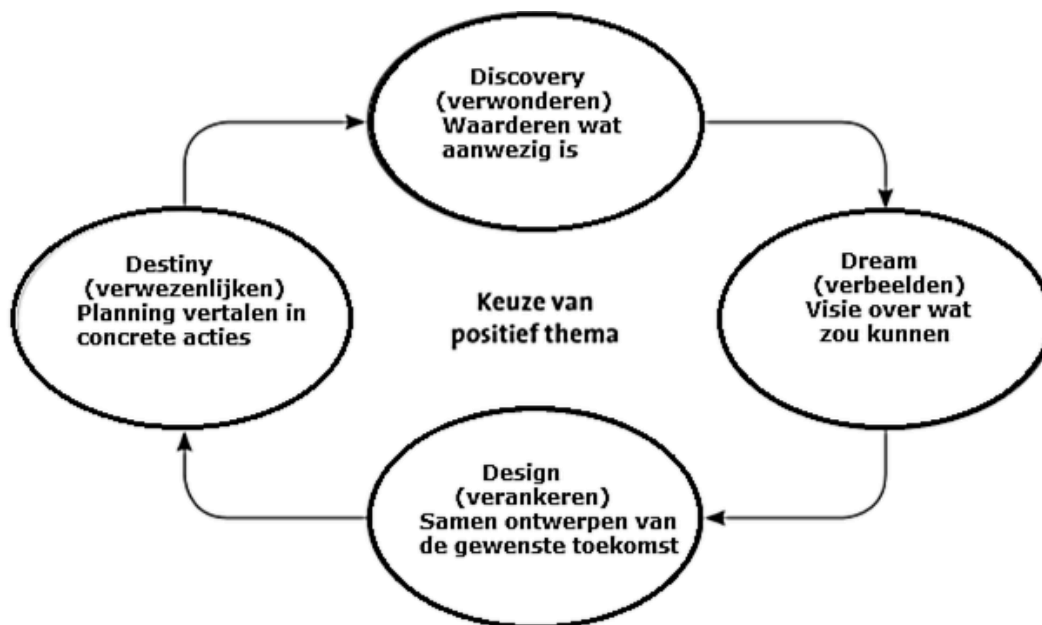 Discovery
(verwonderen)
Waarderen wat
aanwezig is
Dream
(verbeelden)
Visie over wat
zou kunnen
Design
(verankeren)
Samen ontwerpen van
de gewenste toekomst
Destiny
(verwezenlijken)
Planning vertalen in
concrete acties
Keuze van
positief thema